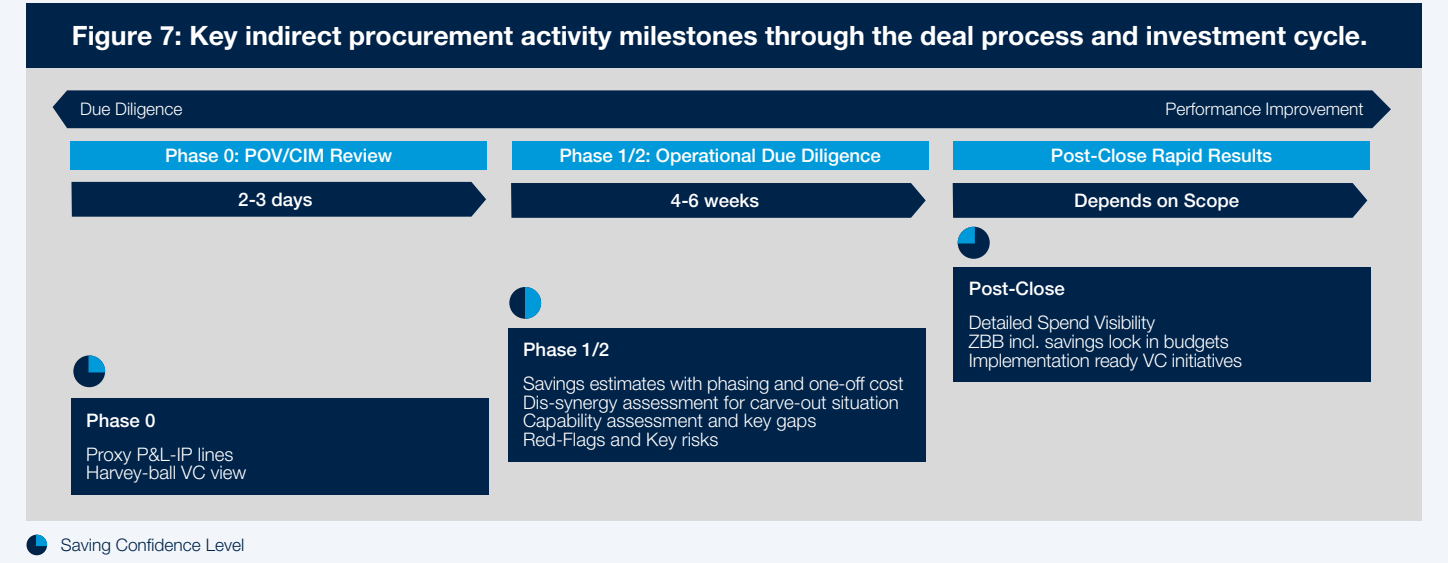 Figure 7: Key indirect procurement activity milestones through the deal process and investment cycle.
Due Diligence
Performance Improvement
Phase 0: POV/CIM Review
Phase 1/2: Operational Due Diligence
Post-Close Rapid Results
2-3 days
4-6 weeks
Depends on Scope
Phase 0
Proxy P&L-IP lines
Harvey-ball VC view
Phase 1/2
Savings estimates with phasing and one-off cost
Dis-synergy assessment for carve-out situation
Capability assessment and key gaps
Red-Flags and Key risks
Post-Close
Detailed Spend Visibility
ZBB incl. savings lock in budgets
Implementation ready VC initiatives
Saving Confidence Level